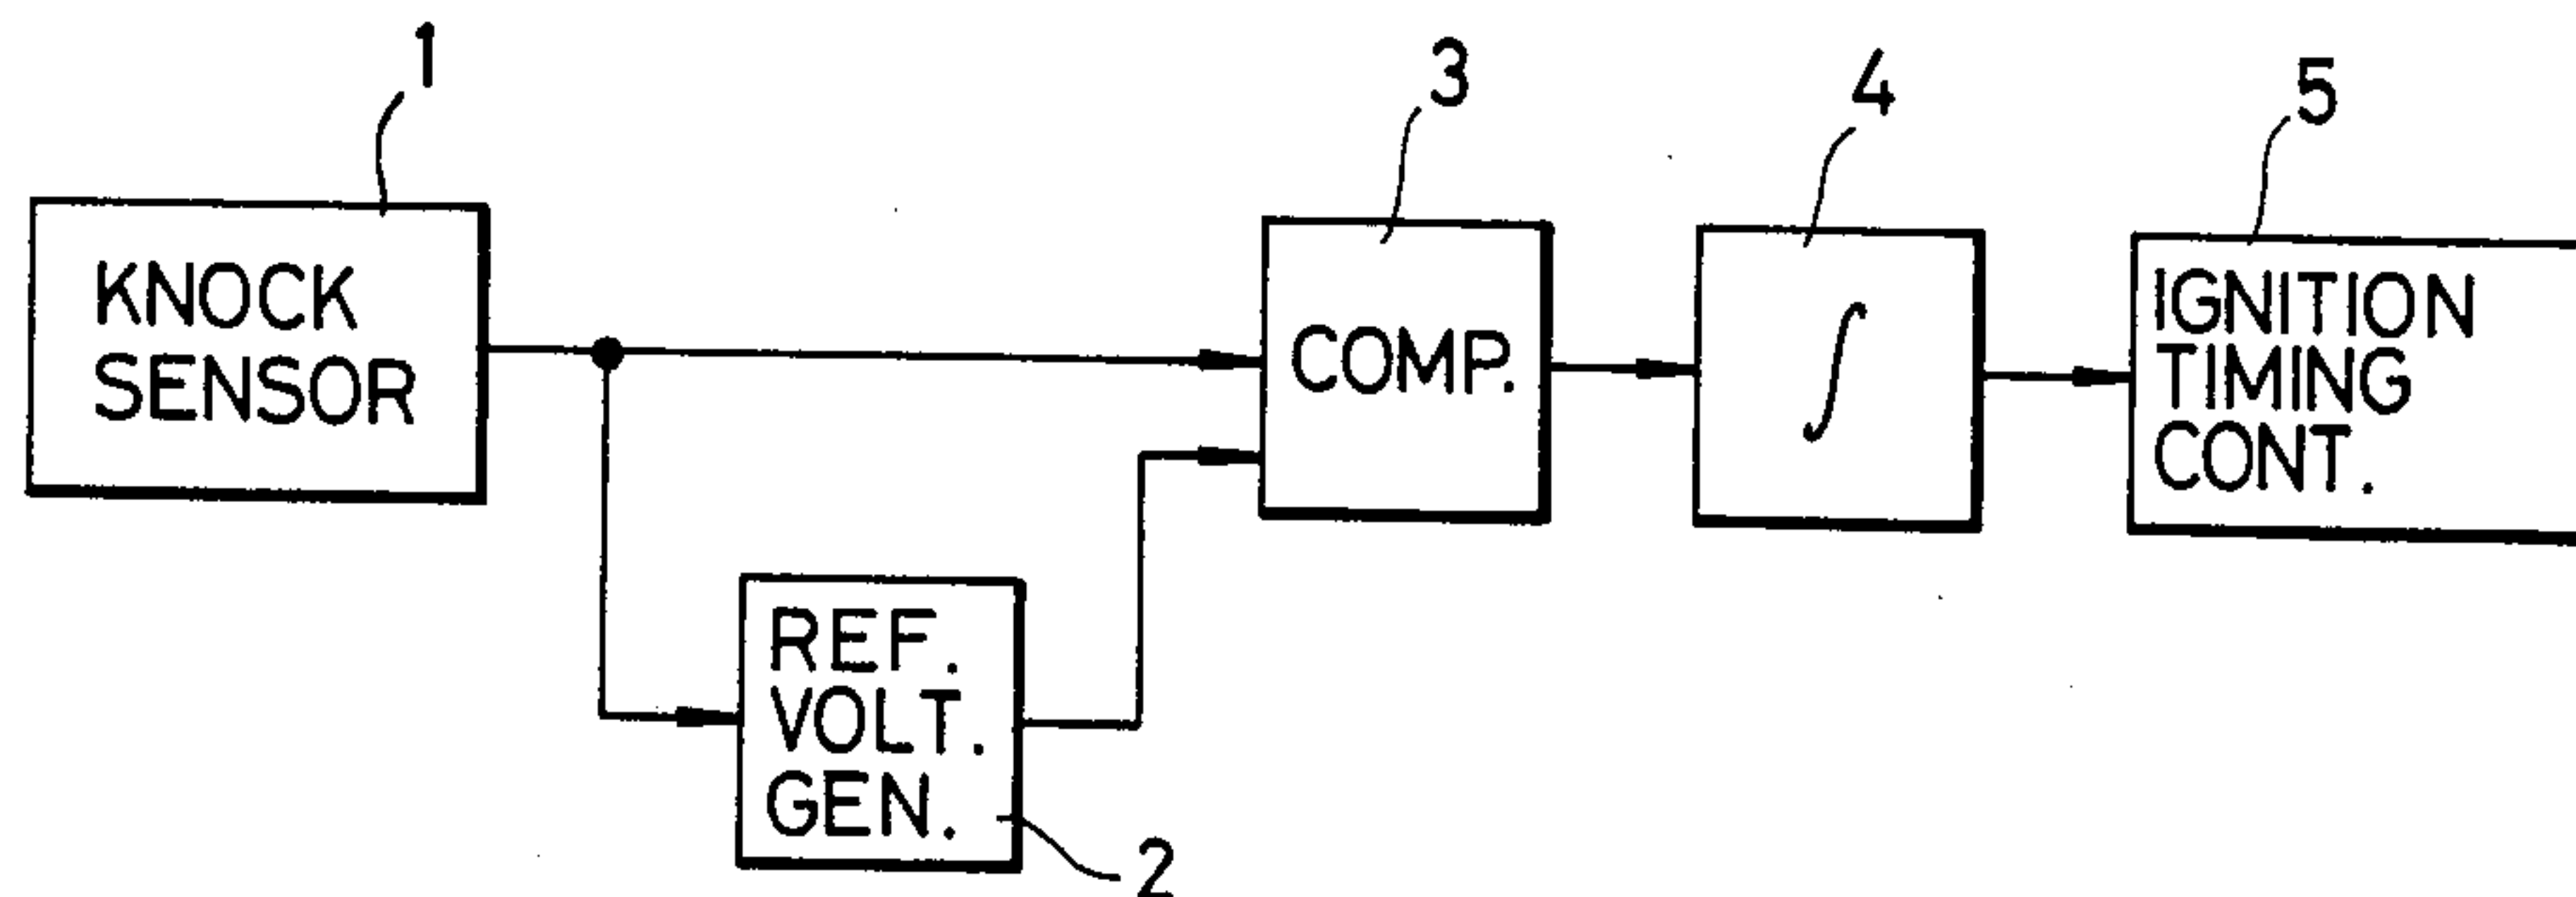 1
3
4
5
KNOCK
SENSOR
COMP.
∫
IGNITION
TIMING
CONT.
REF.
VOLT.
GEN.
2